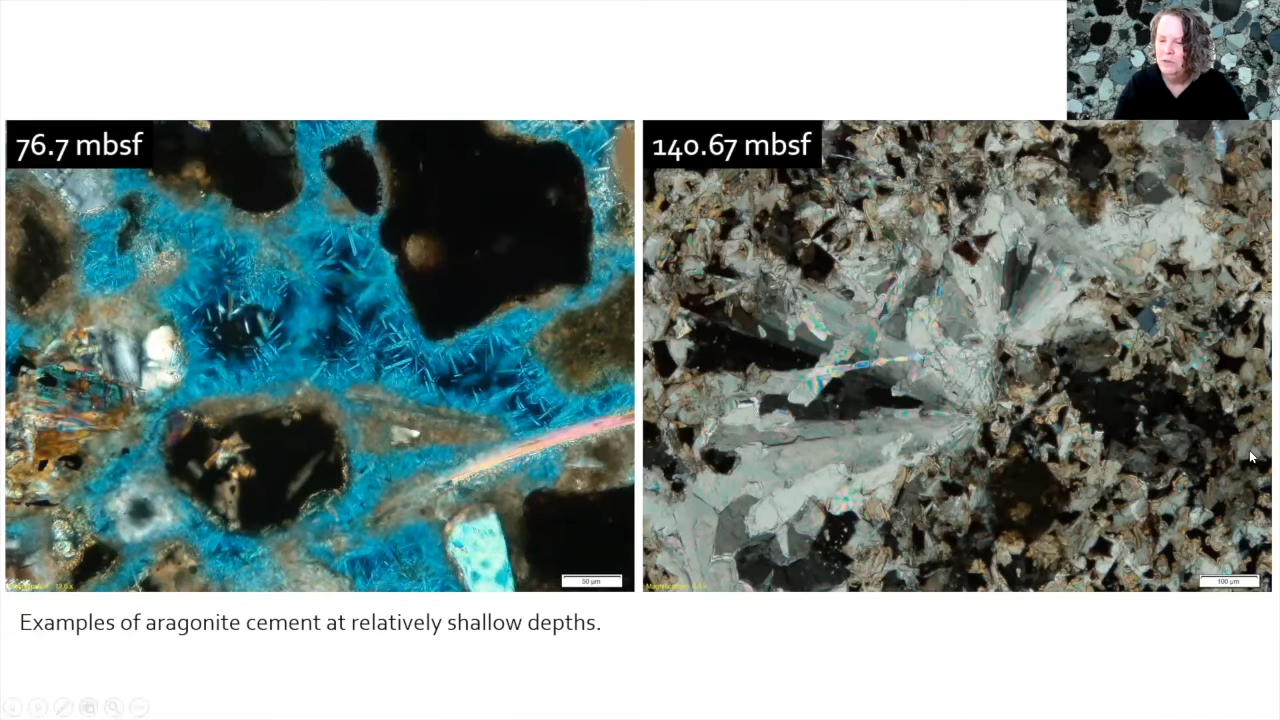 76.7 mbsf
140.67 mbsf
50 µm
100 µm
Examples of aragonite cement at relatively shallow depths.